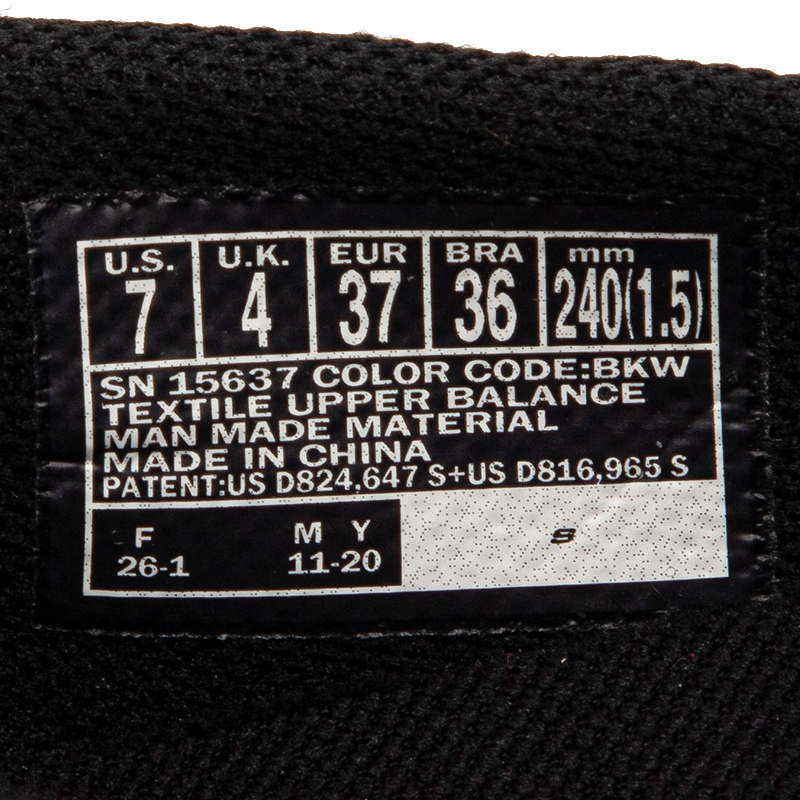 U.S. U.K. EUR BRA mm
7 4 37 36 240(1.5)
SN 15637 COLOR CODE:BKW
TEXTILE UPPER BALANCE
MAN MADE MATERIAL
MADE IN CHINA
PATENT:US D824,647 S+US D816,965 S
F M Y
26-1 11-20